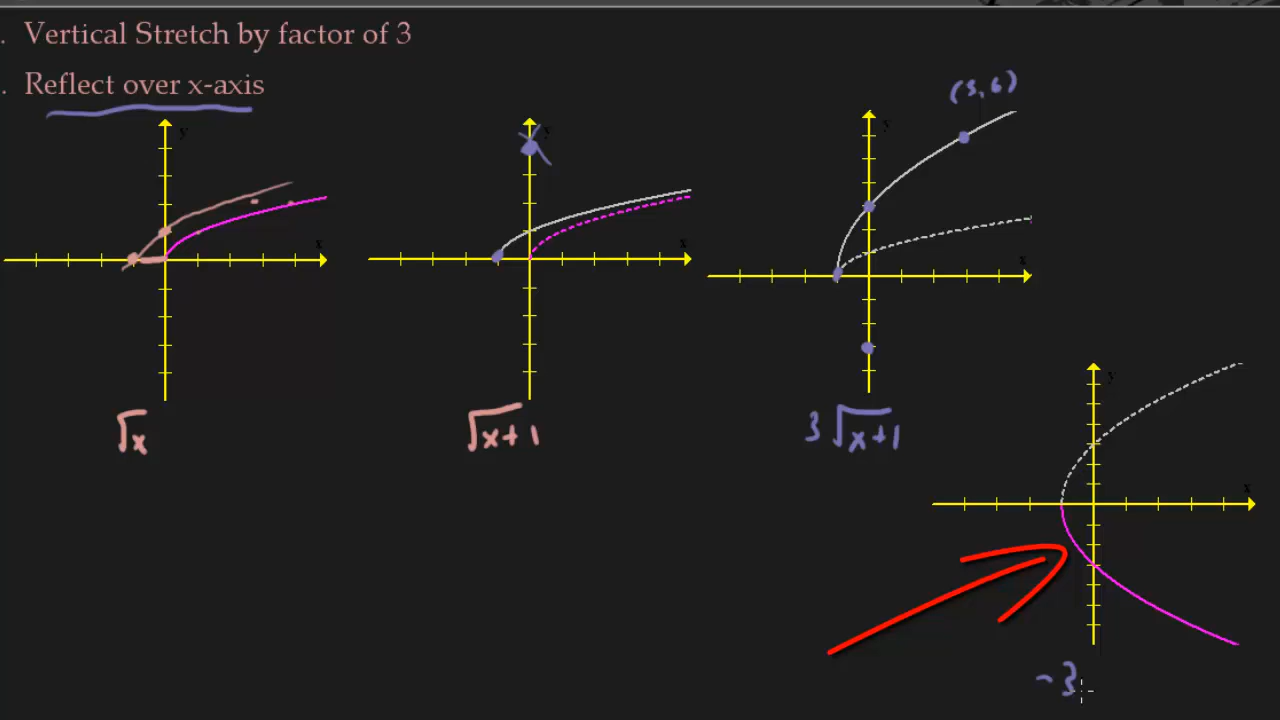 . Vertical Stretch by factor of 3
. Reflect over x-axis
(3,6)
y
y
y
x
x
x
√x
√x+1
3√x+1
y
x
-3